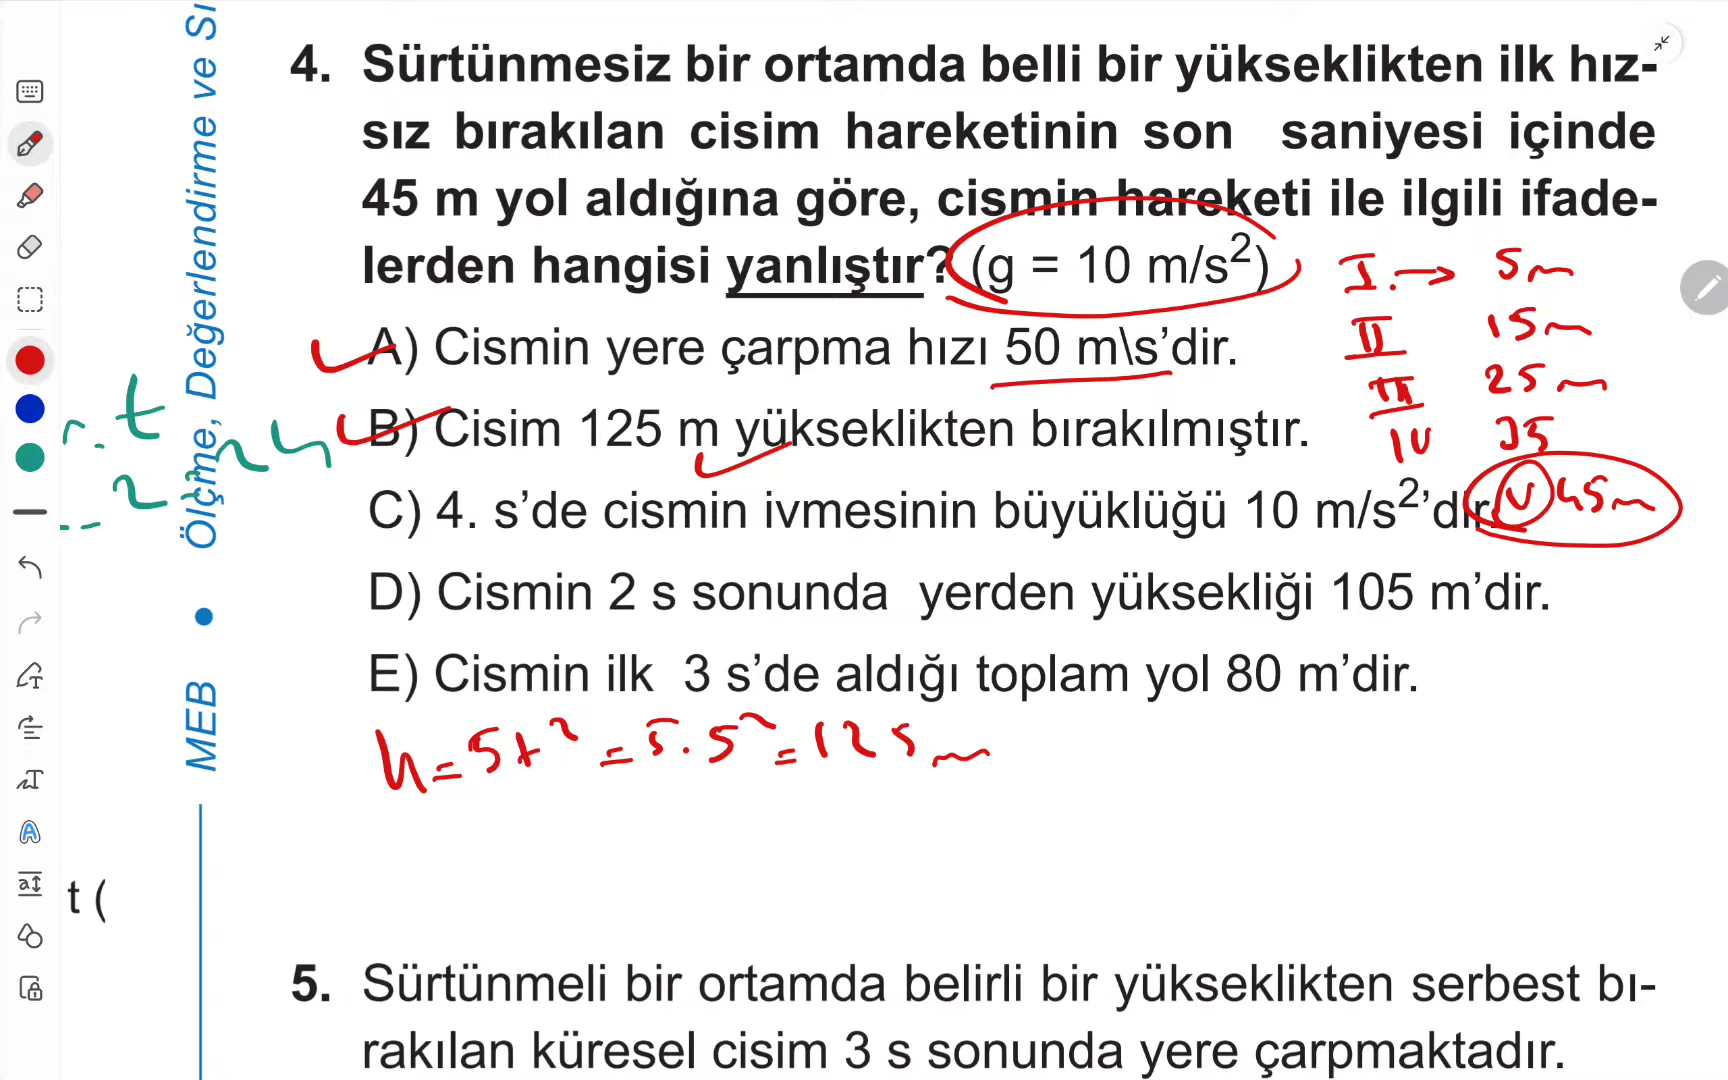 4. Sürtünmesiz bir ortamda belli bir yükseklikten ilk hız-
sız bırakılan cisim hareketinin son saniyesi içinde
45 m yol aldığına göre, cismin hareketi ile ilgili ifade-
lerden hangisi yanlıştır? (g = 10 m/s²)
A) Cismin yere çarpma hızı 50 m\s’dir.
B) Cisim 125 m yükseklikten bırakılmıştır.
C) 4. s’de cismin ivmesinin büyüklüğü 10 m/s²’dir.
D) Cismin 2 s sonunda yerden yüksekliği 105 m’dir.
E) Cismin ilk 3 s’de aldığı toplam yol 80 m’dir.
h = 5t² = 5.5² = 125 m
I. → 5m
II 15m
III 25m
IV 35
V 45m
5. Sürtünmeli bir ortamda belirli bir yükseklikten serbest bı-
rakılan küresel cisim 3 s sonunda yere çarpmaktadır.
MEB • Ölçme, Değerlendirme ve Sı
t (